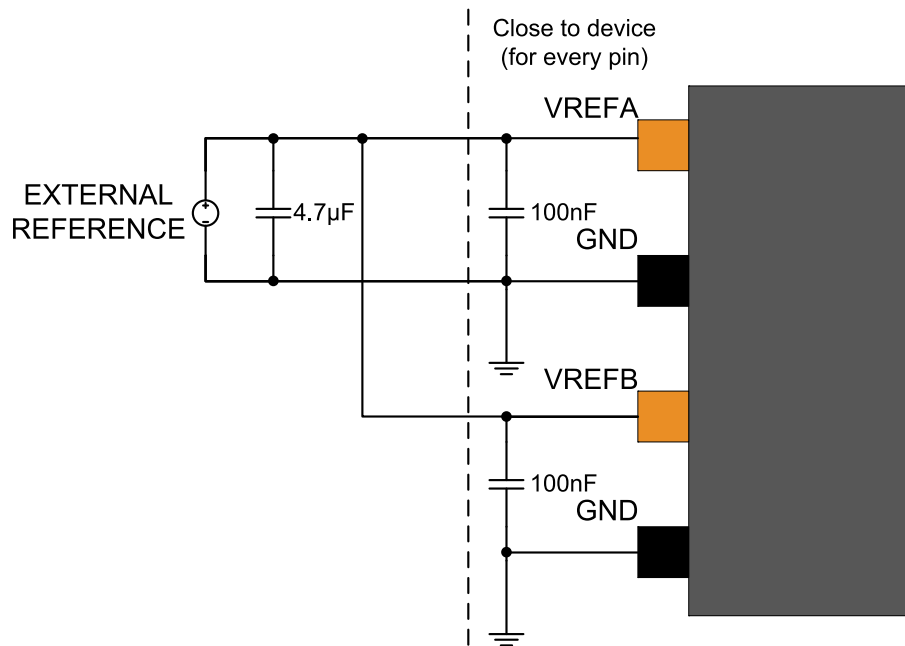 Close to device
(for every pin)
VREFA
EXTERNAL
REFERENCE
+
-
4.7µF
100nF
GND
VREFB
100nF
GND